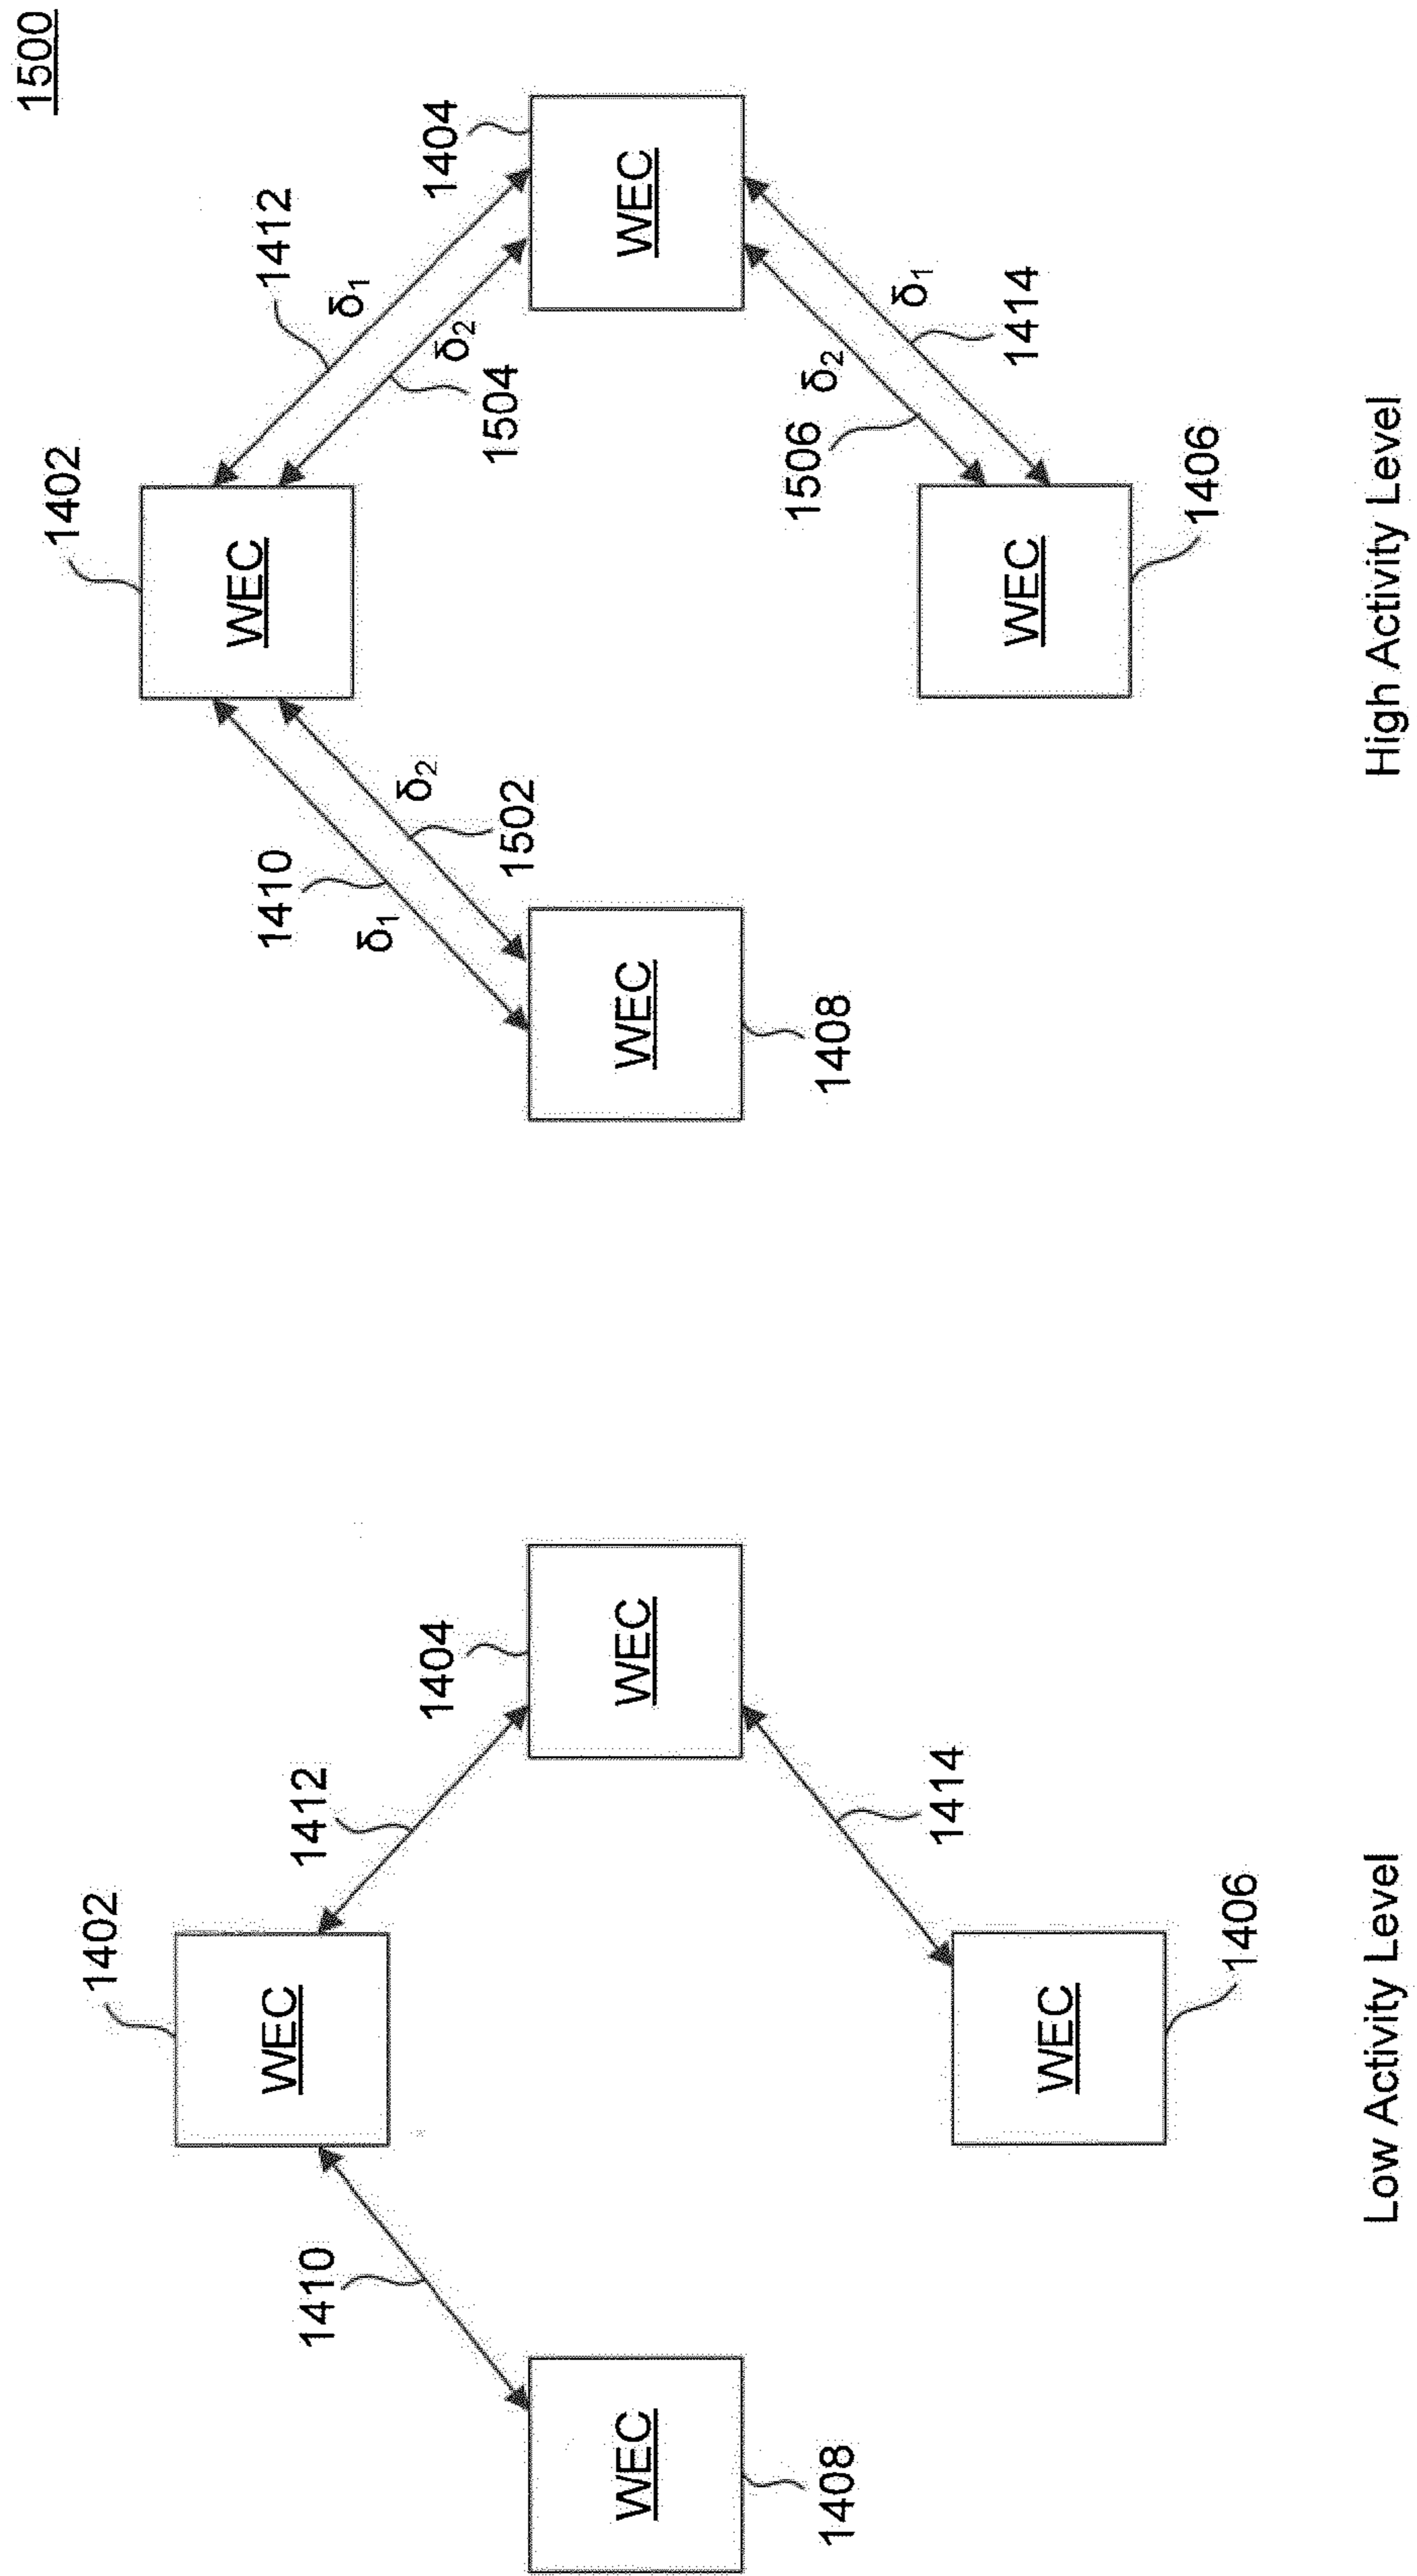 1500
1402
1412
δ1
1404
WEC
δ2
1504
WEC
1410
δ1
δ2
1502
WEC
1408
1506
δ2
δ1
1414
WEC
1406
High Activity Level
1402
WEC
1412
1404
WEC
1410
WEC
1408
1414
WEC
1406
Low Activity Level